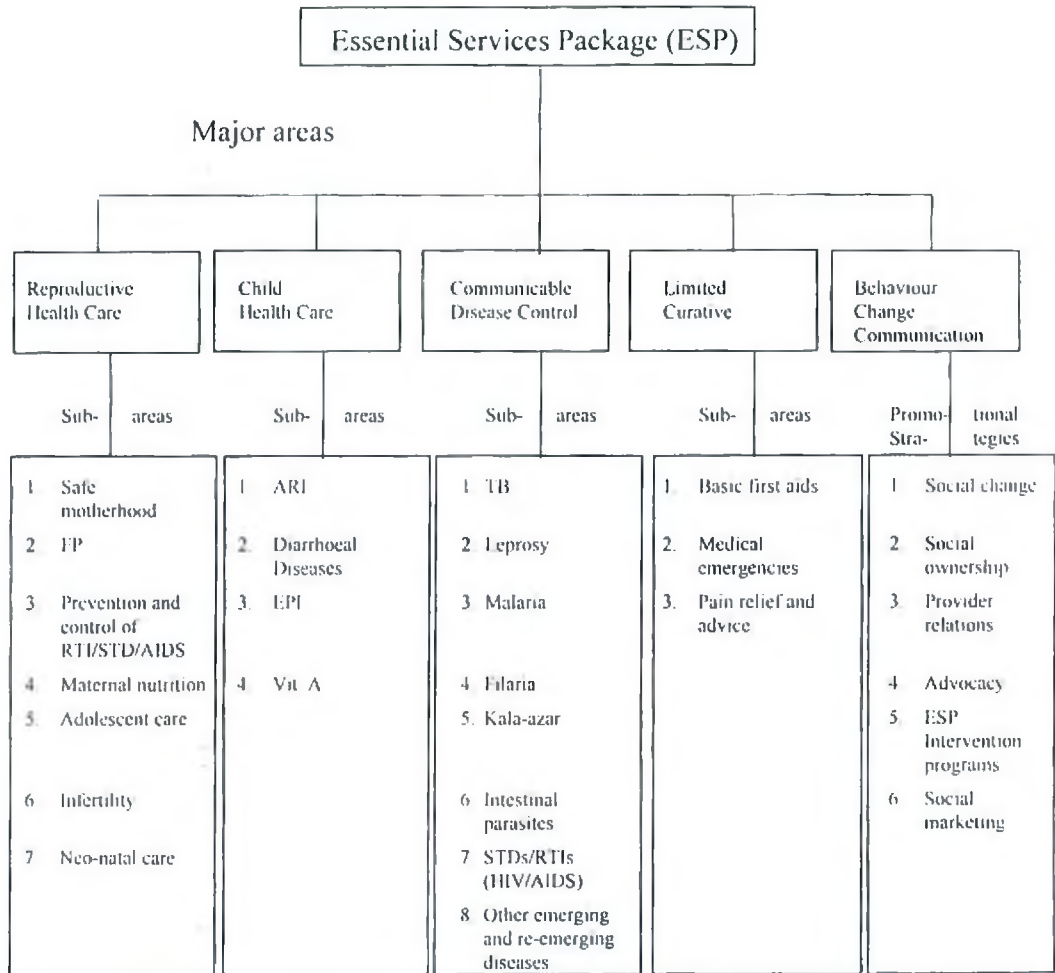 Essential Services Package (ESP)
Major areas
Reproductive
Health Care
Child
Health Care
Communicable
Disease Control
Limited
Curative
Behaviour
Change
Communication
Sub- areas
Sub- areas
Sub- areas
Sub- areas
Promo- tional
Stra- tegies
1 Safe
motherhood
2 FP
3 Prevention and
control of
RTI/STD/AIDS
4 Maternal nutrition
5. Adolescent care
6 Infertility
7 Neo-natal care
1 ARI
2. Diarrhoeal
Diseases
3. EPI
4 Vit A
1 TB
2 Leprosy
3 Malaria
4 Filaria
5. Kala-azar
6 Intestinal
parasites
7 STDs/RTIs
(HIV/AIDS)
8 Other emerging
and re-emerging
diseases
1. Basic first aids
2. Medical
emergencies
3. Pain relief and
advice
1 Social change
2 Social
ownership
3. Provider
relations
4 Advocacy
5. ESP
Intervention
programs
6 Social
marketing